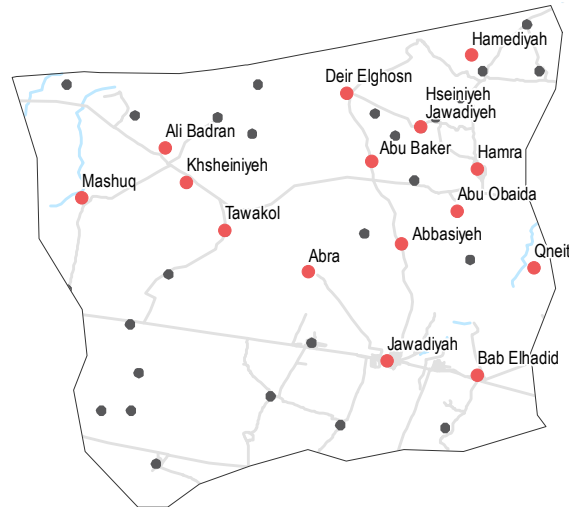 Hamediyah
Deir Elghosn
Hseiniyeh
Jawadiyeh
Ali Badran
Abu Baker
Hamra
Khsheiniyeh
Mashuq
Abu Obaida
Tawakol
Abbasiyeh
Qneit
Abra
Jawadiyah
Bab Elhadid